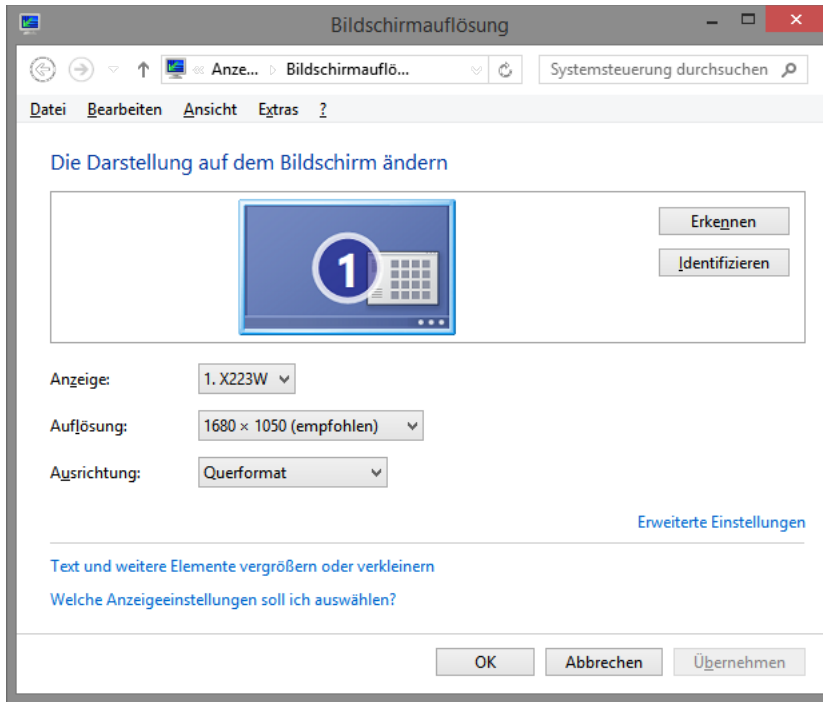 Bildschirmauflösung
« Anze... Bildschirmauflö... Systemsteuerung durchsuchen
Datei Bearbeiten Ansicht Extras ?
Die Darstellung auf dem Bildschirm ändern
1
Erkennen
Identifizieren
Anzeige: 1. X223W
Auflösung: 1680 × 1050 (empfohlen)
Ausrichtung: Querformat
Erweiterte Einstellungen
Text und weitere Elemente vergrößern oder verkleinern
Welche Anzeigeeinstellungen soll ich auswählen?
OK Abbrechen Übernehmen